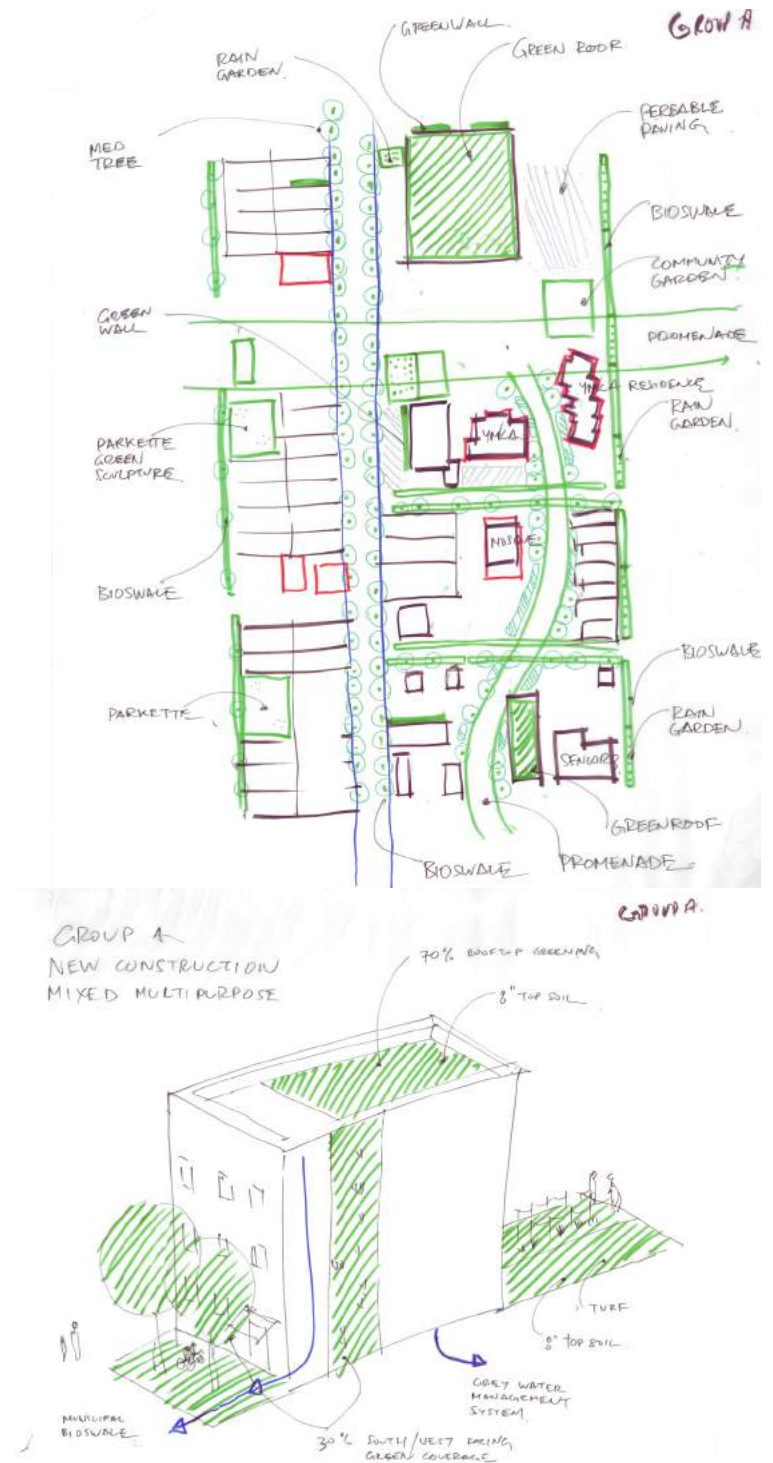 GROUP A
GREENWALL
GREEN ROOF
RAIN
GARDEN
PEREABLE
PAVING
MED
TREE
BIOSWALE
COMMUNITY
GARDEN
GREEN
WALL
PROMENADE
YMCA RESIDENCE
RAIN
GARDEN
YMCA
PARKETTE
GREEN
SCULPTURE
MOSQUE
BIOSWALE
BIOSWALE
PARKETTE
RAIN
GARDEN
GREENROOF
BIOSWALE
PROMENADE
GROUP A.
GROUP A
NEW CONSTRUCTION
MIXED MULTIPURPOSE
70% ROOFTOP GREENING
8" TOP SOIL
TURF
8" TOP SOIL
GREY WATER
MANAGEMENT
SYSTEM
MUNICIPAL
BIOSWALE
30% SOUTH/WEST FACING
GREEN COVERAGE